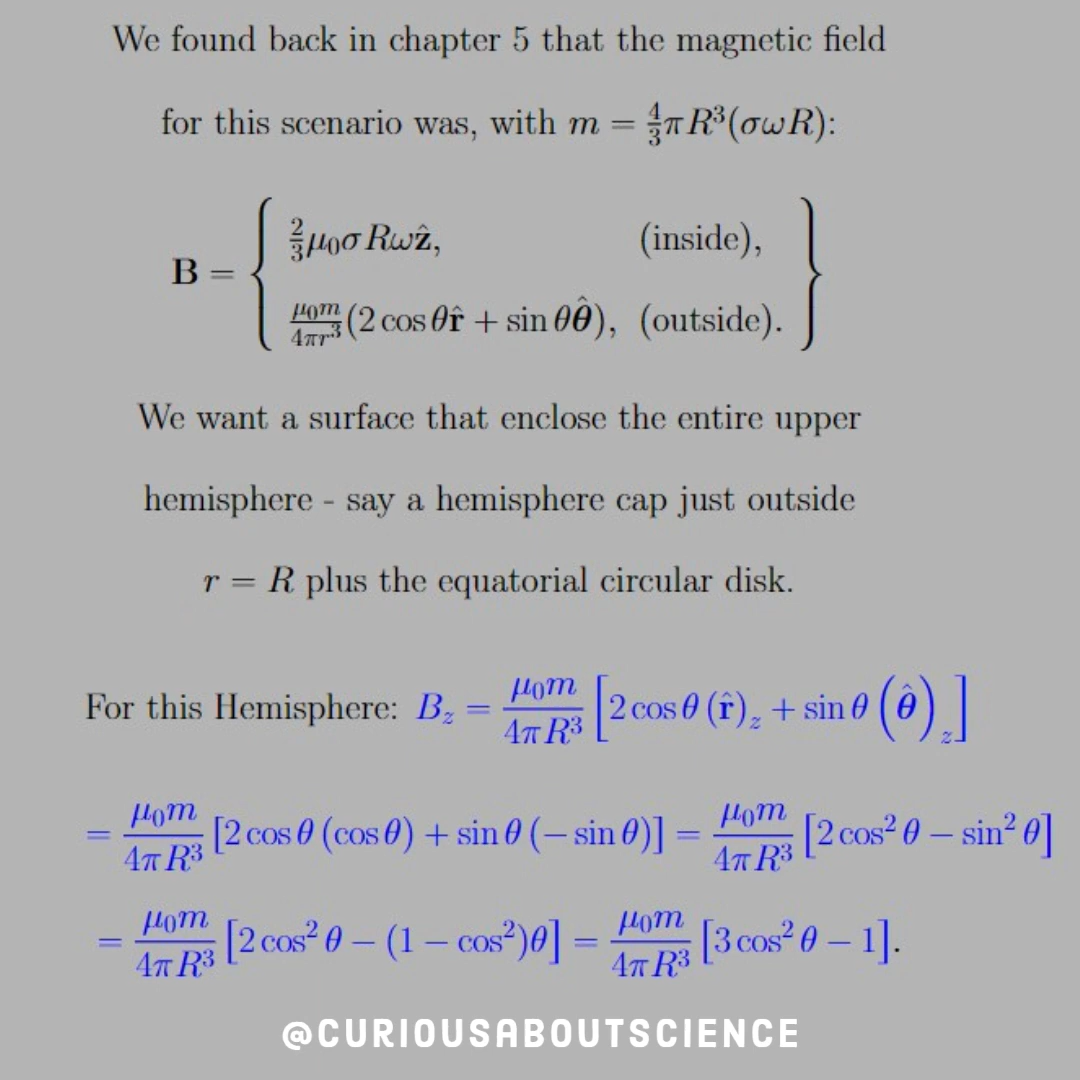 We found back in chapter 5 that the magnetic field
for this scenario was, with m = 4/3 πR³(σωR):
B = { 2/3 μ₀σRωẑ, (inside),
μ₀m/4πr³ (2 cos θr̂ + sin θθ̂), (outside). }
We want a surface that enclose the entire upper
hemisphere - say a hemisphere cap just outside
r = R plus the equatorial circular disk.
For this Hemisphere: B_z = μ₀m/4πR³ [2 cos θ (r̂)_z + sin θ (θ̂)_z]
= μ₀m/4πR³ [2 cos θ (cos θ) + sin θ (− sin θ)] = μ₀m/4πR³ [2 cos² θ − sin² θ]
= μ₀m/4πR³ [2 cos² θ − (1 − cos²)θ] = μ₀m/4πR³ [3 cos² θ − 1].
@CURIOUSABOUTSCIENCE